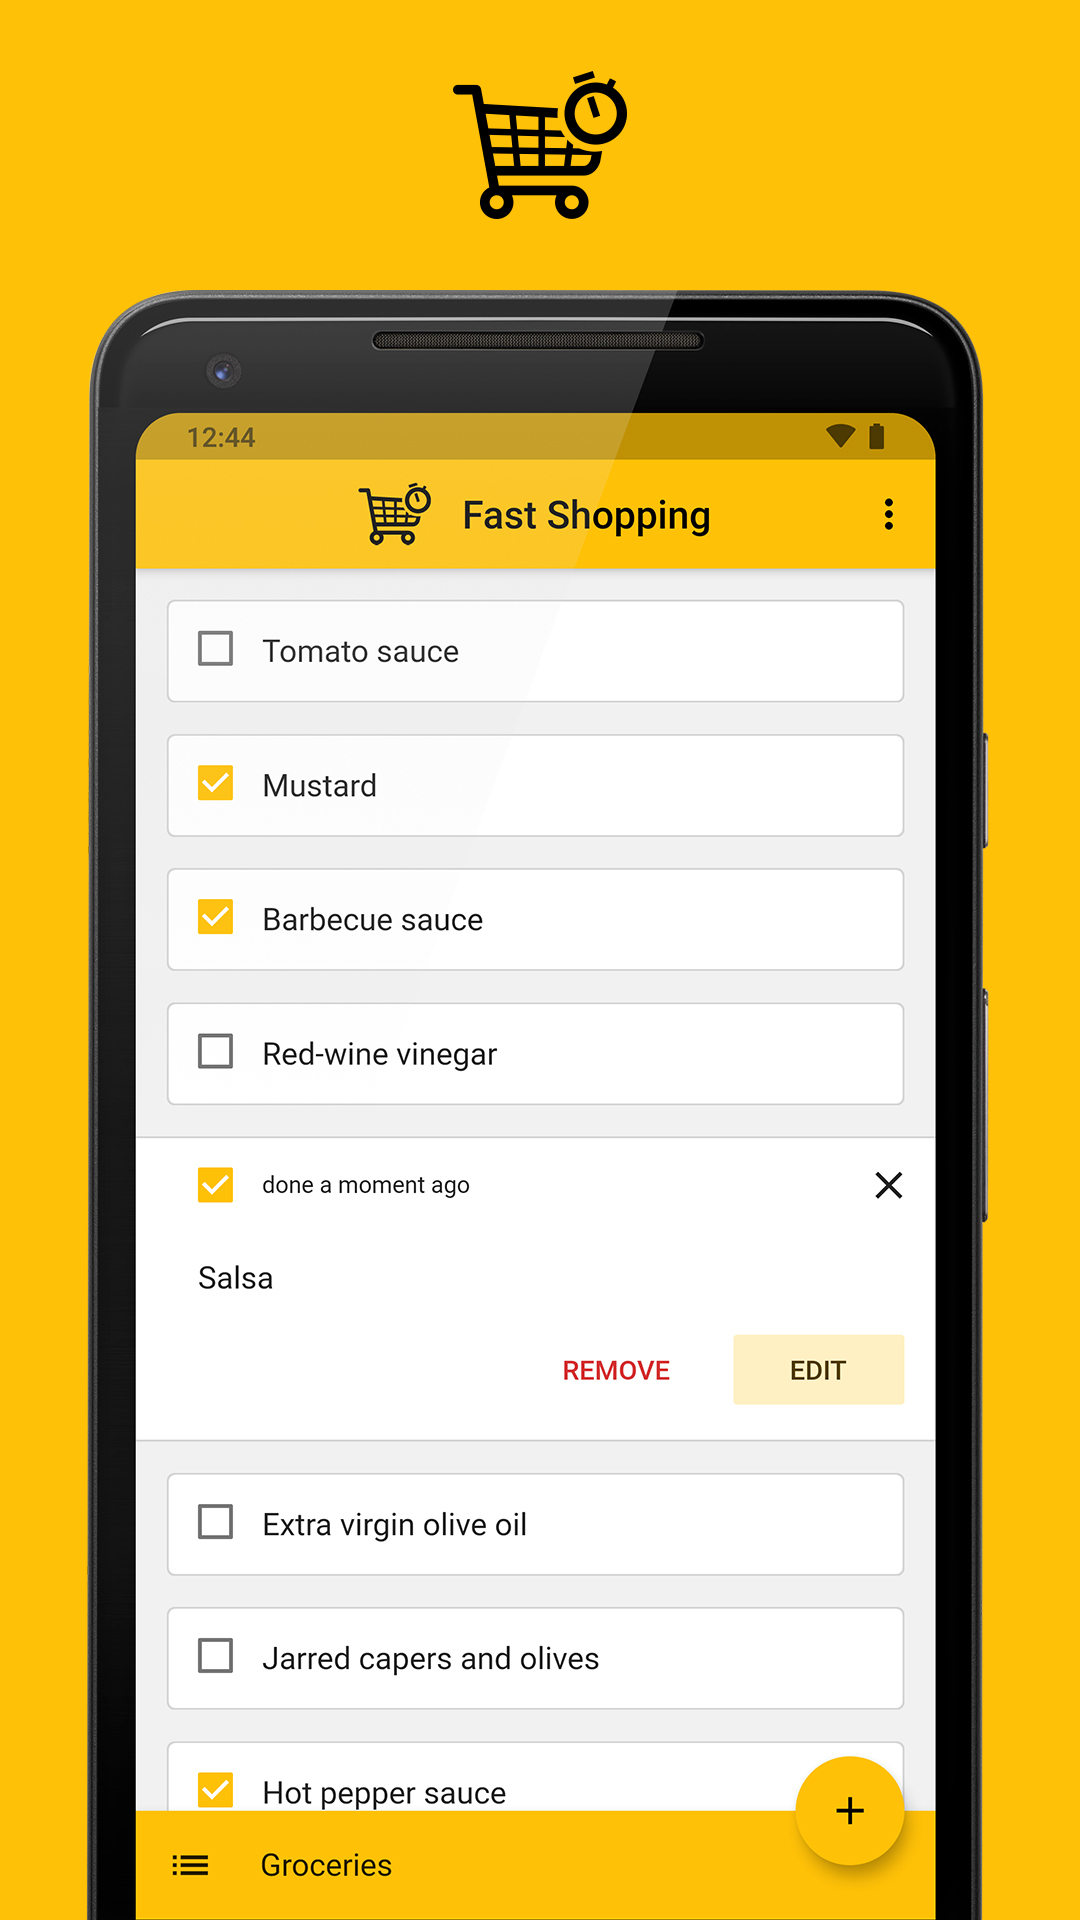 12:44
Fast Shopping
Tomato sauce
Mustard
Barbecue sauce
Red-wine vinegar
done a moment ago
Salsa
REMOVE
EDIT
Extra virgin olive oil
Jarred capers and olives
Hot pepper sauce
Groceries